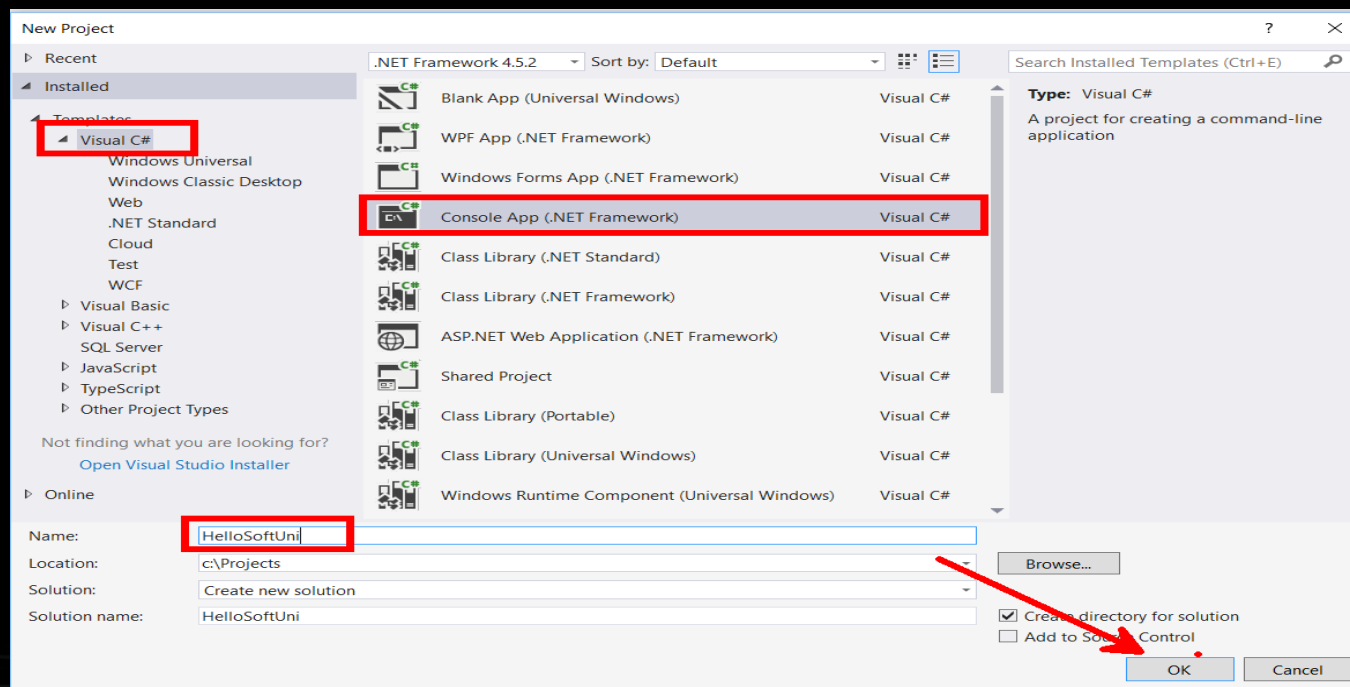 New Project
?
Recent
Installed
Templates
Visual C#
Windows Universal
Windows Classic Desktop
Web
.NET Standard
Cloud
Test
WCF
Visual Basic
Visual C++
SQL Server
JavaScript
TypeScript
Other Project Types
Not finding what you are looking for?
Open Visual Studio Installer
Online
.NET Framework 4.5.2 Sort by: Default
Blank App (Universal Windows) Visual C#
WPF App (.NET Framework) Visual C#
Windows Forms App (.NET Framework) Visual C#
Console App (.NET Framework) Visual C#
Class Library (.NET Standard) Visual C#
Class Library (.NET Framework) Visual C#
ASP.NET Web Application (.NET Framework) Visual C#
Shared Project Visual C#
Class Library (Portable) Visual C#
Class Library (Universal Windows) Visual C#
Windows Runtime Component (Universal Windows) Visual C#
Search Installed Templates (Ctrl+E)
Type: Visual C#
A project for creating a command-line
application
Name: HelloSoftUni
Location: c:\Projects
Browse...
Solution: Create new solution
Solution name: HelloSoftUni
Create directory for solution
Add to Source Control
OK Cancel